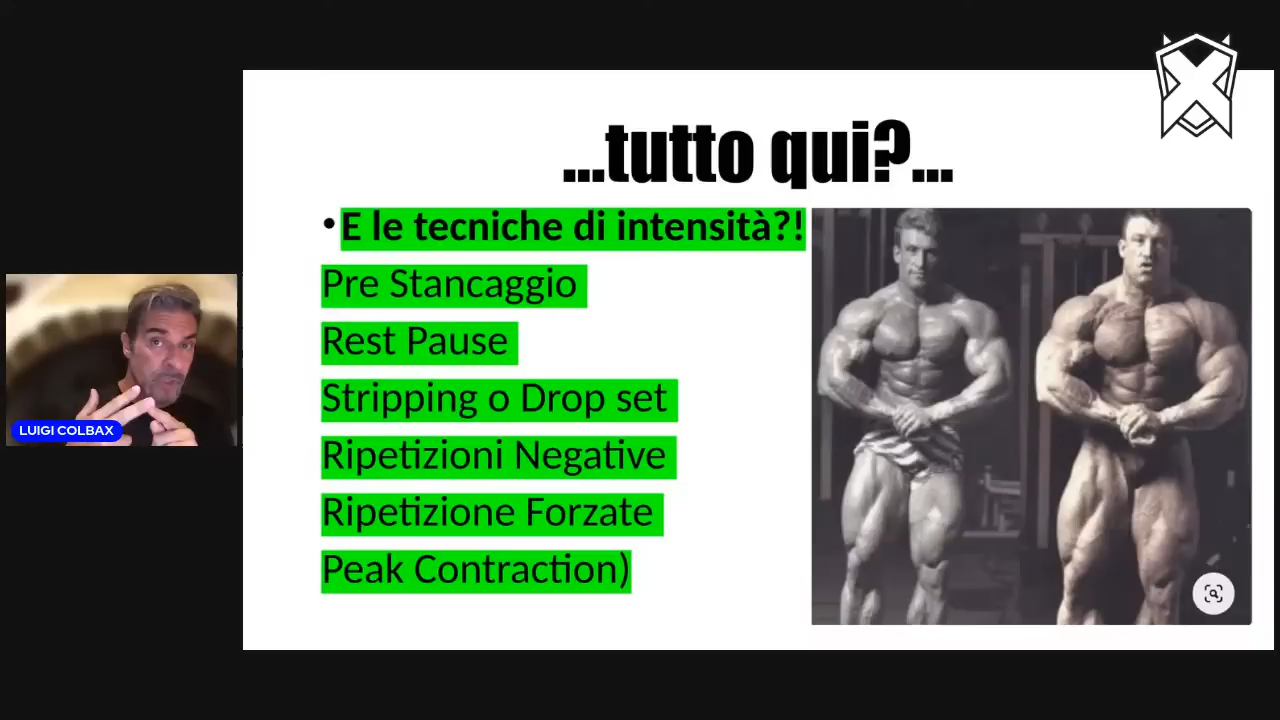 ...tutto qui?...
• E le tecniche di intensità?!
Pre Stancaggio
Rest Pause
Stripping o Drop set
Ripetizioni Negative
Ripetizione Forzate
Peak Contraction)
LUIGI COLBAX